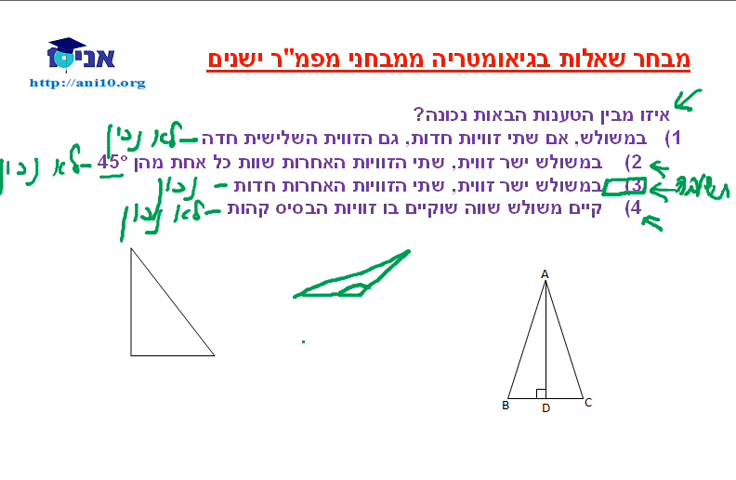 אני10
http://ani10.org
מבחר שאלות בגיאומטריה ממבחני מפמ"ר ישנים
איזו מבין הטענות הבאות נכונה?
1) במשולש, אם שתי זוויות חדות, גם הזווית השלישית חדה – לא נכון
2) במשולש ישר זווית, שתי הזוויות האחרות שוות כל אחת מהן 45° – לא נכון
3) במשולש ישר זווית, שתי הזוויות האחרות חדות – נכון
תשובה
4) קיים משולש שווה שוקיים בו זוויות הבסיס קהות – לא נכון
A
B D C